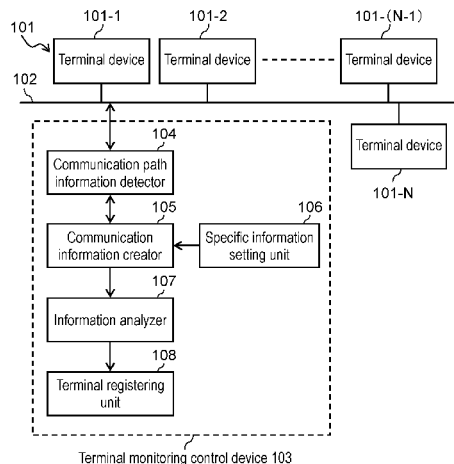 101
101-1
101-2
101-(N-1)
Terminal device
Terminal device
Terminal device
102
104
Terminal device
101-N
Communication path
information detector
105
106
Communication
information creator
Specific information
setting unit
107
Information analyzer
108
Terminal registering
unit
Terminal monitoring control device 103